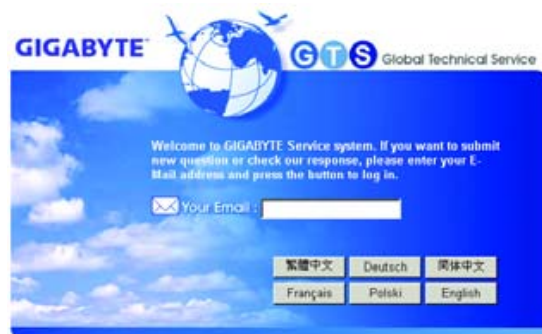 GIGABYTE™
GTS Global Technical Service
Welcome to GIGABYTE Service system. If you want to submit
new question or check our response, please enter your E-
Mail address and press the button to log in.
Your Email :
繁體中文 Deutsch 简体中文
Français Polski English